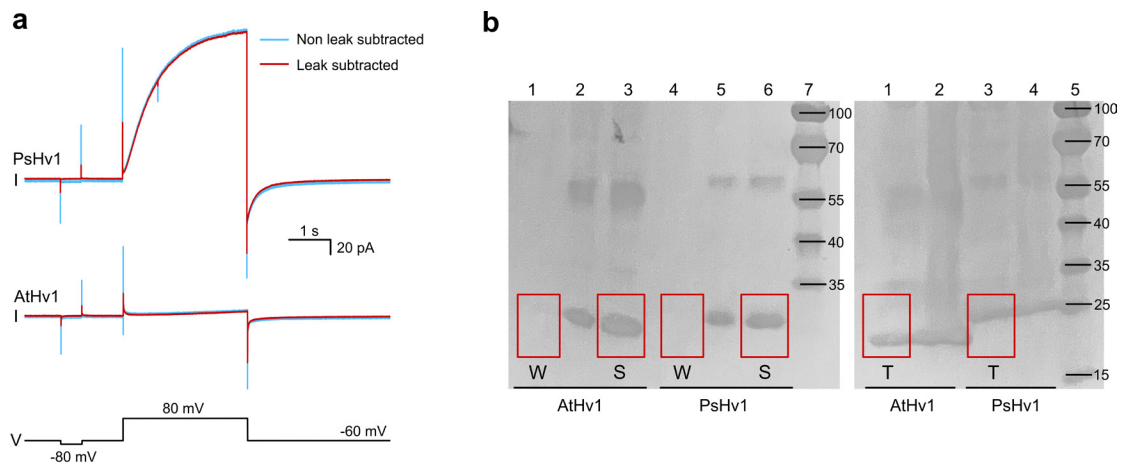 a
Non leak subtracted
Leak subtracted
PsHv1
1 s
20 pA
AtHv1
80 mV
V
-60 mV
-80 mV
b
1 2 3 4 5 6 7
100
70
55
40
35
W S W S
AtHv1 PsHv1
1 2 3 4 5
100
70
55
40
35
25
15
T T
AtHv1 PsHv1